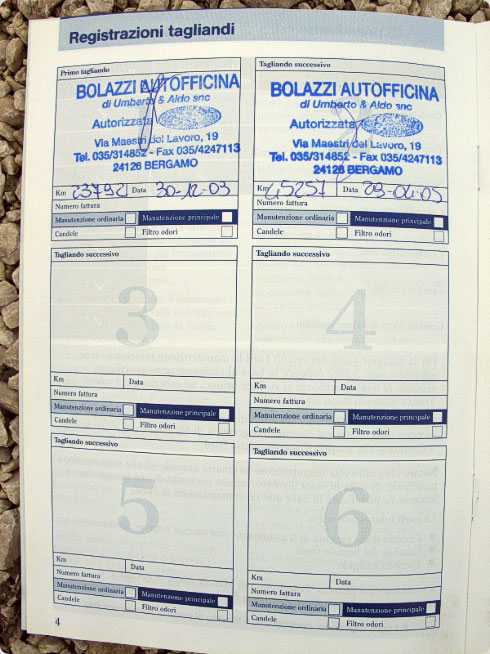 Registrazioni tagliandi
Primo tagliando
BOLAZZI AUTOFFICINA
di Umberto & Aldo snc
Autorizzata
Via Maestri del Lavoro, 19
Tel. 035/314852 - Fax 035/4247113
24126 BERGAMO
Km 23792 Data 30-12-03
Numero fattura
Manutenzione ordinaria Manutenzione principale
Candele Filtro odori
Tagliando successivo
BOLAZZI AUTOFFICINA
di Umberto & Aldo snc
Autorizzata
Via Maestri del Lavoro, 19
Tel. 035/314852 - Fax 035/4247113
24126 BERGAMO
Km 45257 Data
Numero fattura
Manutenzione ordinaria Manutenzione principale
Candele Filtro odori
Tagliando successivo
3
Km Data
Numero fattura
Manutenzione ordinaria Manutenzione principale
Candele Filtro odori
Tagliando successivo
4
Km Data
Numero fattura
Manutenzione ordinaria Manutenzione principale
Candele Filtro odori
Tagliando successivo
5
Km Data
Numero fattura
Manutenzione ordinaria Manutenzione principale
Candele Filtro odori
Tagliando successivo
6
Km Data
Numero fattura
Manutenzione ordinaria Manutenzione principale
Candele Filtro odori
4